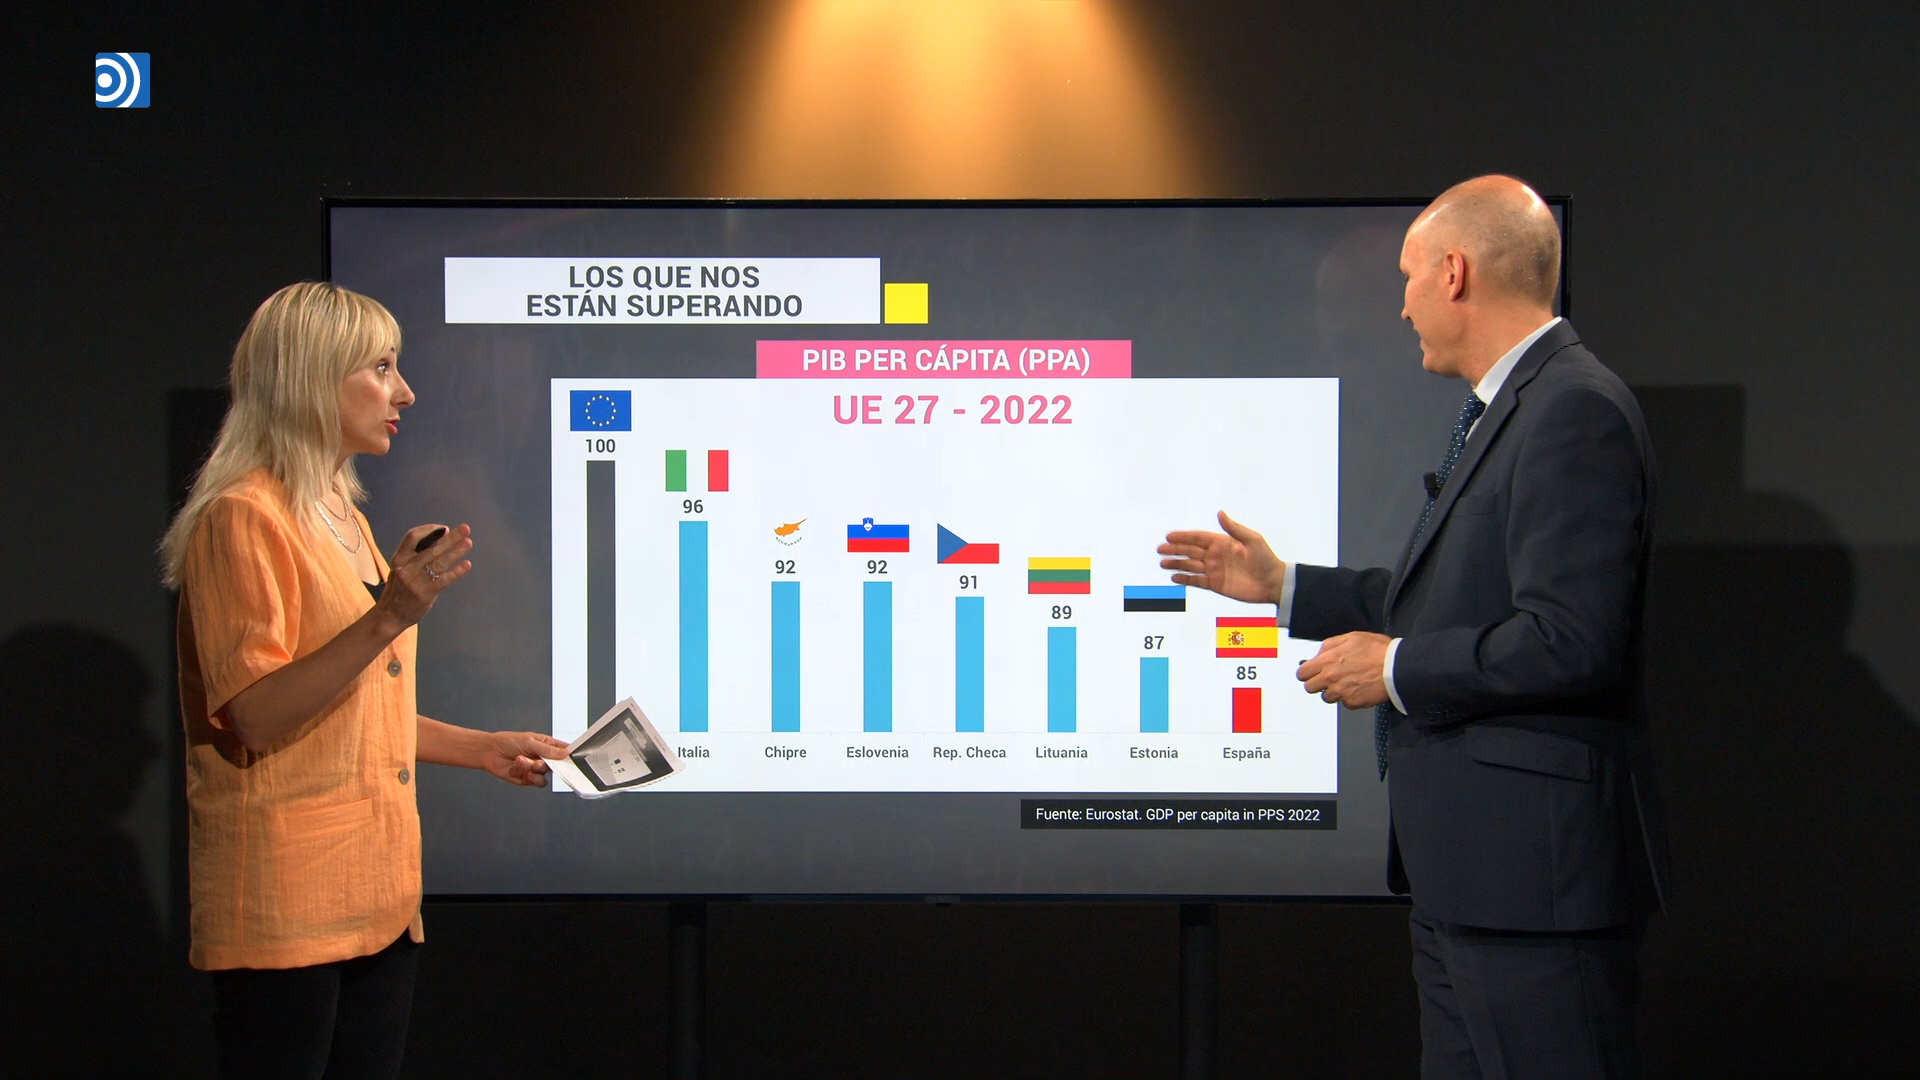 LOS QUE NOS
ESTÁN SUPERANDO
PIB PER CÁPITA (PPA)
UE 27 - 2022
100
96
92
92
91
89
87
85
Italia
Chipre
Eslovenia
Rep. Checa
Lituania
Estonia
España
Fuente: Eurostat. GDP per capita in PPS 2022